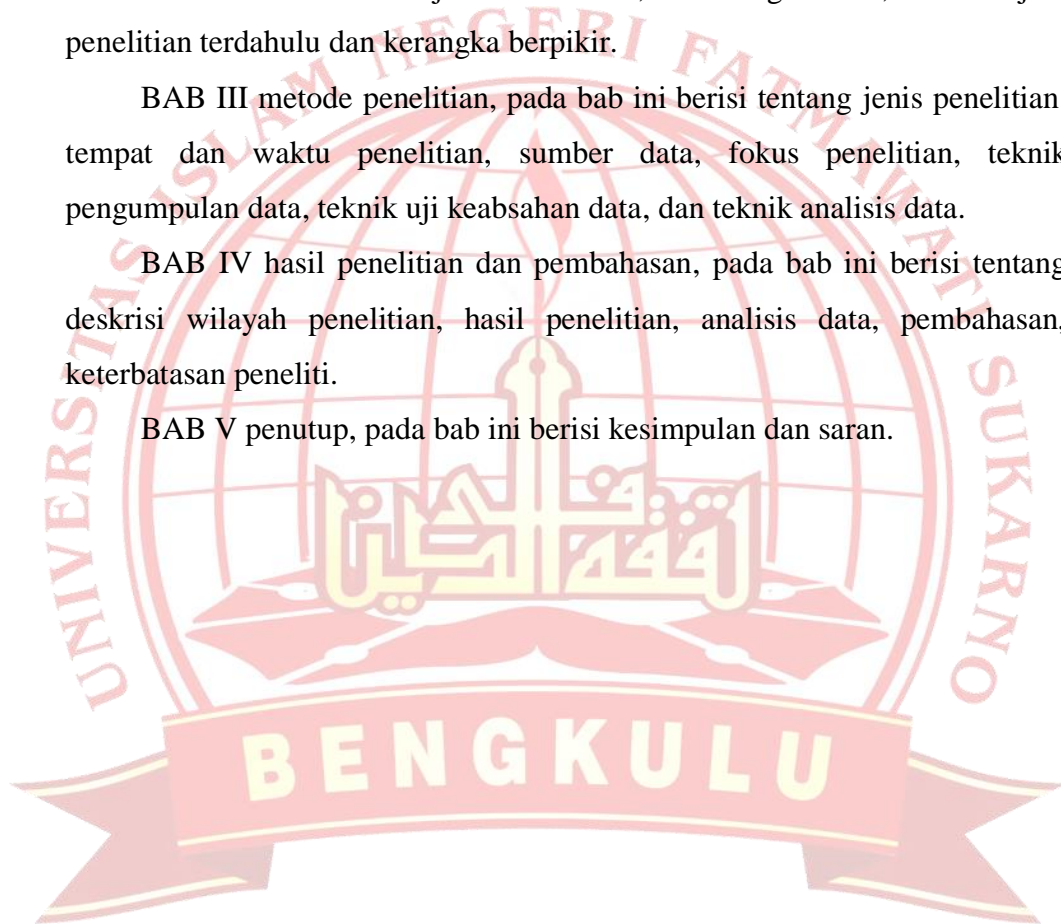 penelitian terdahulu dan kerangka berpikir.
BAB III metode penelitian, pada bab ini berisi tentang jenis penelitian
tempat dan waktu penelitian, sumber data, fokus penelitian, teknik
pengumpulan data, teknik uji keabsahan data, dan teknik analisis data.
BAB IV hasil penelitian dan pembahasan, pada bab ini berisi tentang
deskrisi wilayah penelitian, hasil penelitian, analisis data, pembahasan,
keterbatasan peneliti.
BAB V penutup, pada bab ini berisi kesimpulan dan saran.
UNIVERSITAS ISLAM NEGERI FATMAWATI SUKARNO
BENGKULU